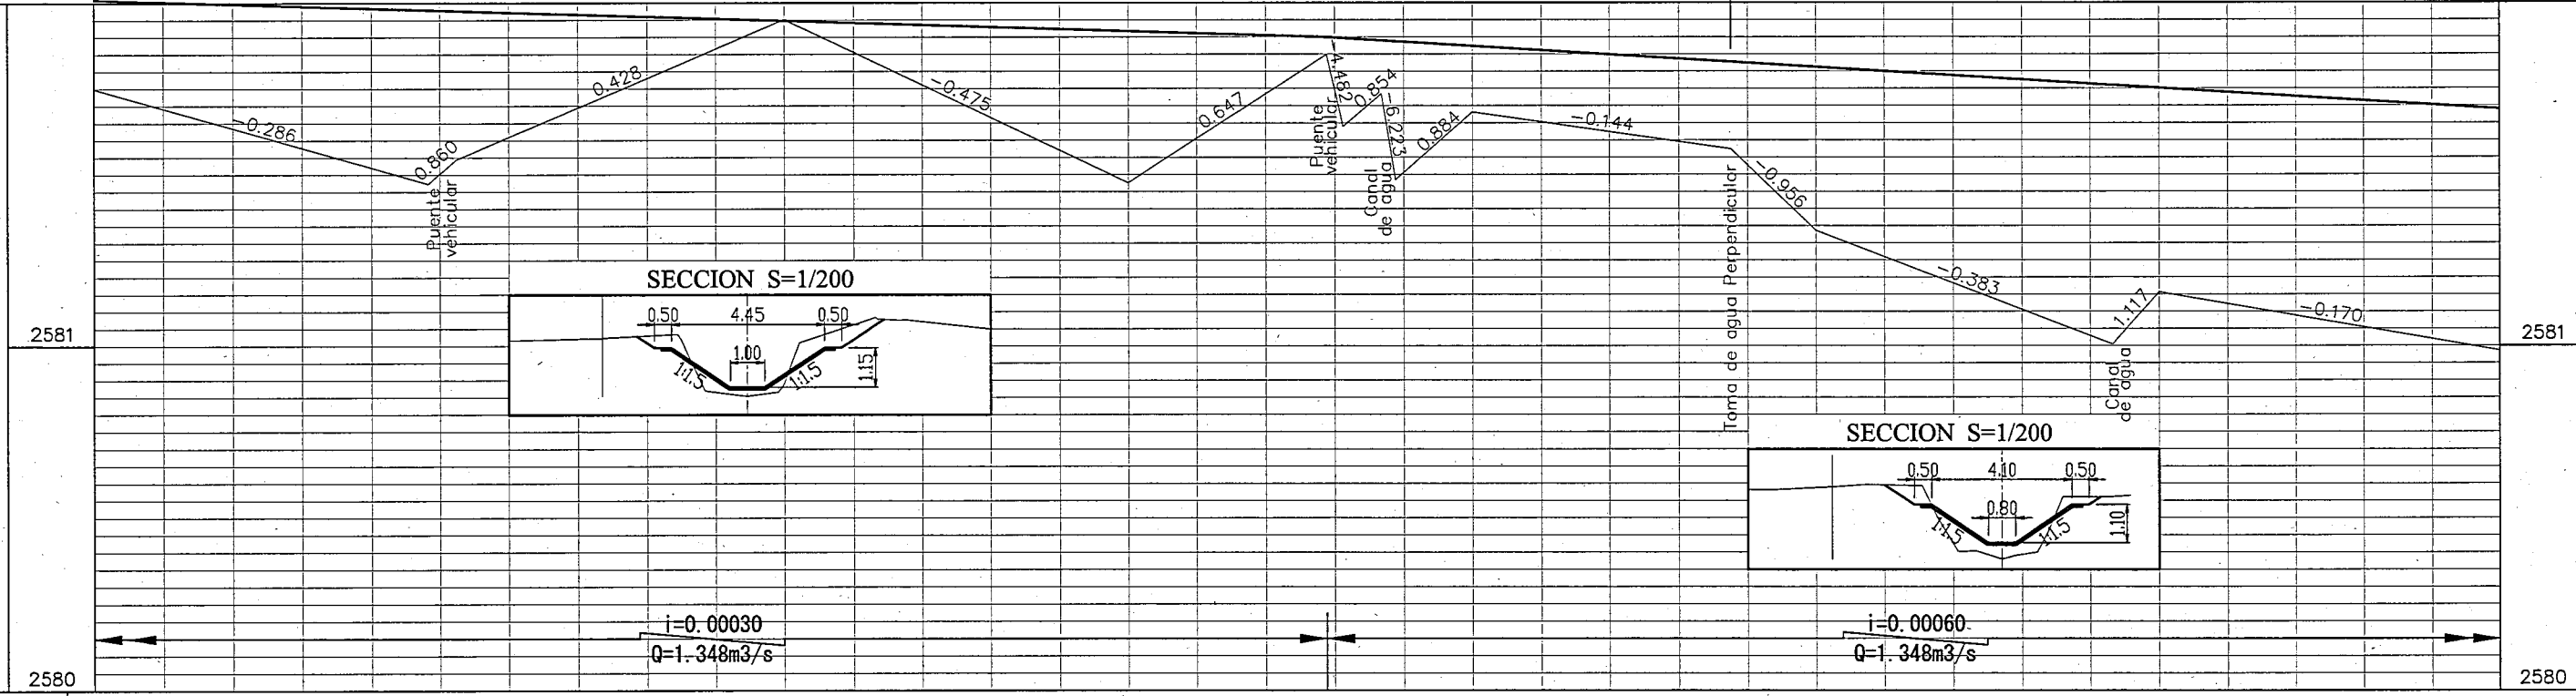 -0.286
0.860
0.428
-0.475
0.647
-4.482
0.854
-6.223
0.884
-0.144
-0.956
-0.383
1.117
-0.170
Puente
vehicular
Puente
vehicular
Canal
de agua
Toma de agua Perpendicular
Canal
de agua
SECCION S=1/200
0.50 4.45 0.50
1.00
1:1.5 1:1.5
1.15
SECCION S=1/200
0.50 4.10 0.50
0.80
1:1.5 1:1.5
1.10
2581
2581
i=0.00030
Q=1.348m3/s
i=0.00060
Q=1.348m3/s
2580
2580